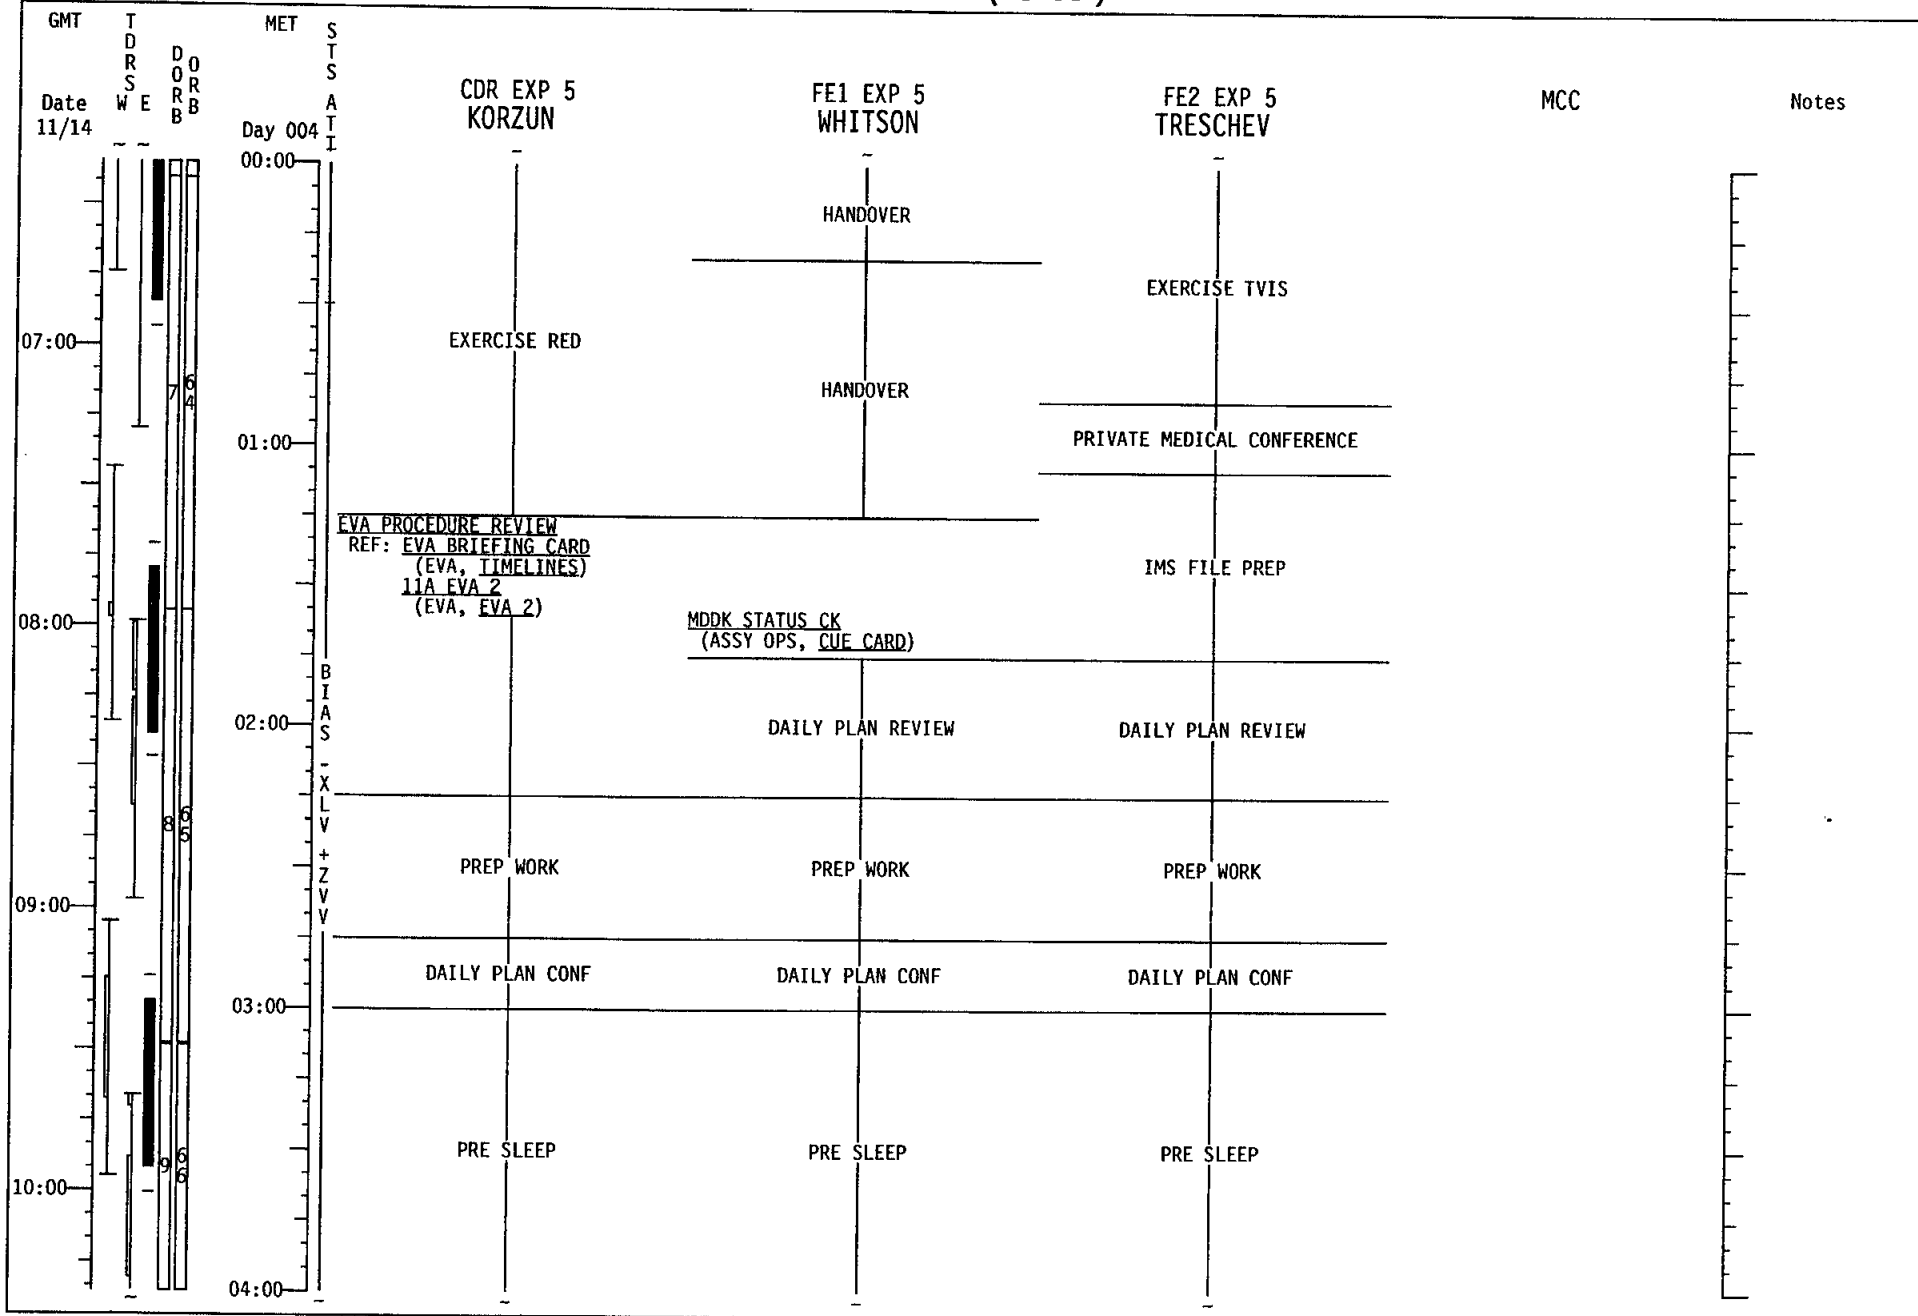 GMT
TDRS
W E
DORB
ORB
MET
STS ATT
CDR EXP 5
KORZUN
FE1 EXP 5
WHITSON
FE2 EXP 5
TRESCHEV
MCC
Notes
Date
11/14
Day 004
00:00
HANDOVER
EXERCISE TVIS
07:00
EXERCISE RED
7
64
HANDOVER
01:00
PRIVATE MEDICAL CONFERENCE
EVA PROCEDURE REVIEW
REF: EVA BRIEFING CARD
(EVA, TIMELINES)
11A EVA 2
(EVA, EVA 2)
IMS FILE PREP
08:00
MDDK STATUS CK
(ASSY OPS, CUE CARD)
BIAS -XLV +ZVV
02:00
DAILY PLAN REVIEW
DAILY PLAN REVIEW
8
65
PREP WORK
PREP WORK
PREP WORK
09:00
DAILY PLAN CONF
DAILY PLAN CONF
DAILY PLAN CONF
03:00
PRE SLEEP
PRE SLEEP
PRE SLEEP
9
66
10:00
04:00